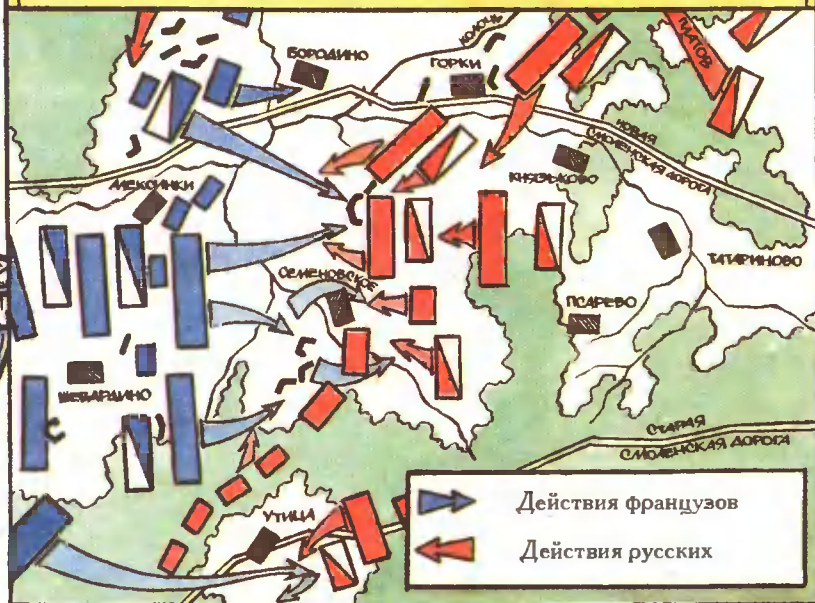 БОРОДИНО
КОЛОЧЬ
ГОРКИ
ПЛАТОВ
НОВАЯ
СМОЛЕНСКАЯ ДОРОГА
АЛЕКСИНКИ
КНЯЗЬКОВО
СЕМЕНОВСКОЕ
ТАТАРИНОВО
ПСАРЕВО
ШЕВАРДИНО
СТАРАЯ
СМОЛЕНСКАЯ ДОРОГА
УТИЦА
Действия французов
Действия русских